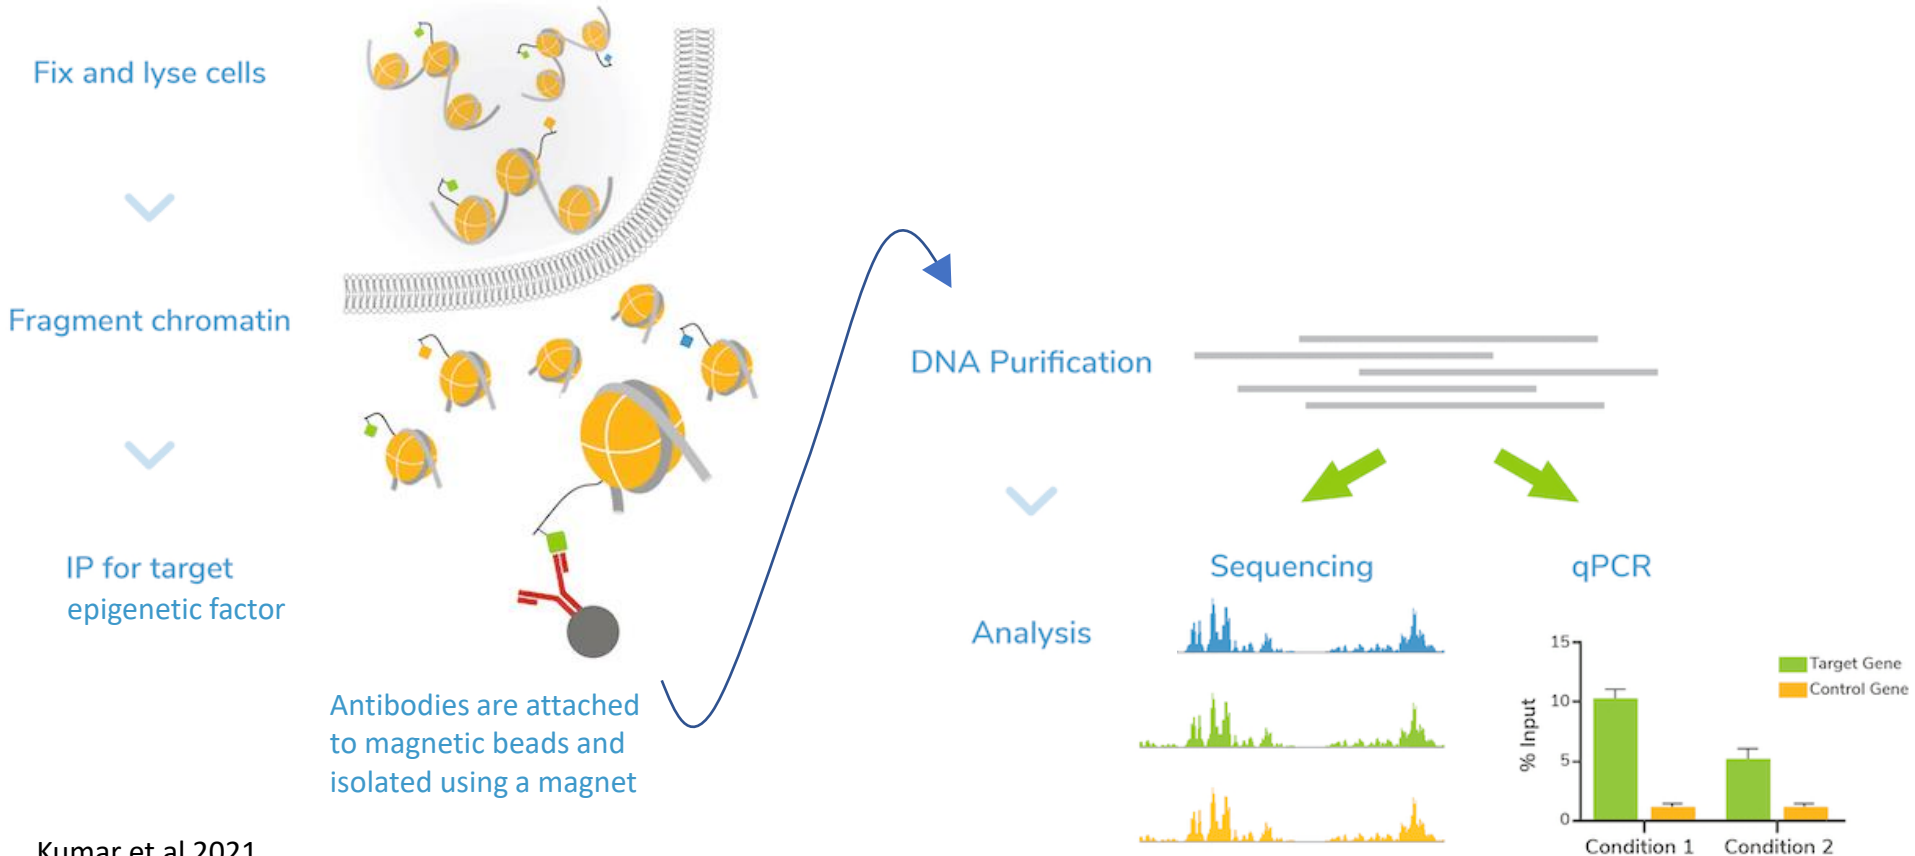 Fix and lyse cells
Fragment chromatin
IP for target
epigenetic factor
Antibodies are attached
to magnetic beads and
isolated using a magnet
Kumar et al 2021
DNA Purification
Sequencing
qPCR
Analysis
15
10
5
0
% Input
Target Gene
Control Gene
Condition 1
Condition 2